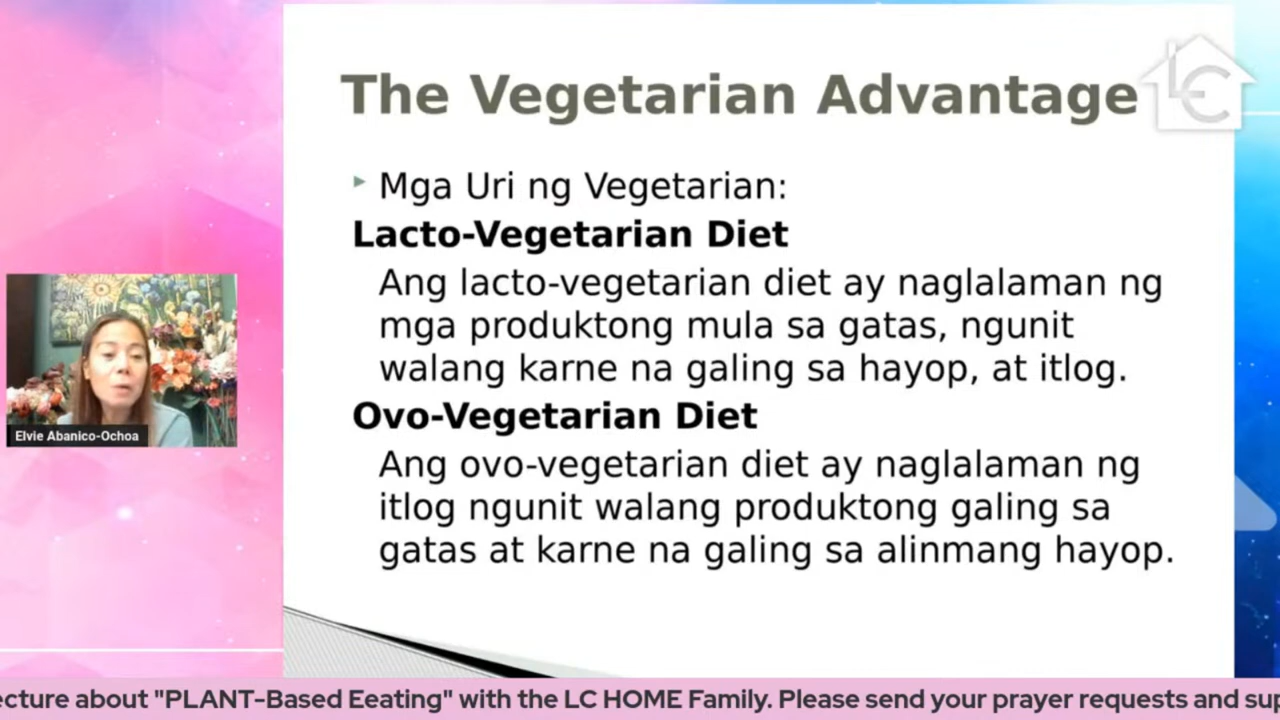 The Vegetarian Advantage
LC
Mga Uri ng Vegetarian:
Lacto-Vegetarian Diet
Ang lacto-vegetarian diet ay naglalaman ng
mga produktong mula sa gatas, ngunit
walang karne na galing sa hayop, at itlog.
Ovo-Vegetarian Diet
Ang ovo-vegetarian diet ay naglalaman ng
itlog ngunit walang produktong galing sa
gatas at karne na galing sa alinmang hayop.
Elvie Abanico-Ochoa
ecture about "PLANT-Based Eeating" with the LC HOME Family. Please send your prayer requests and sup